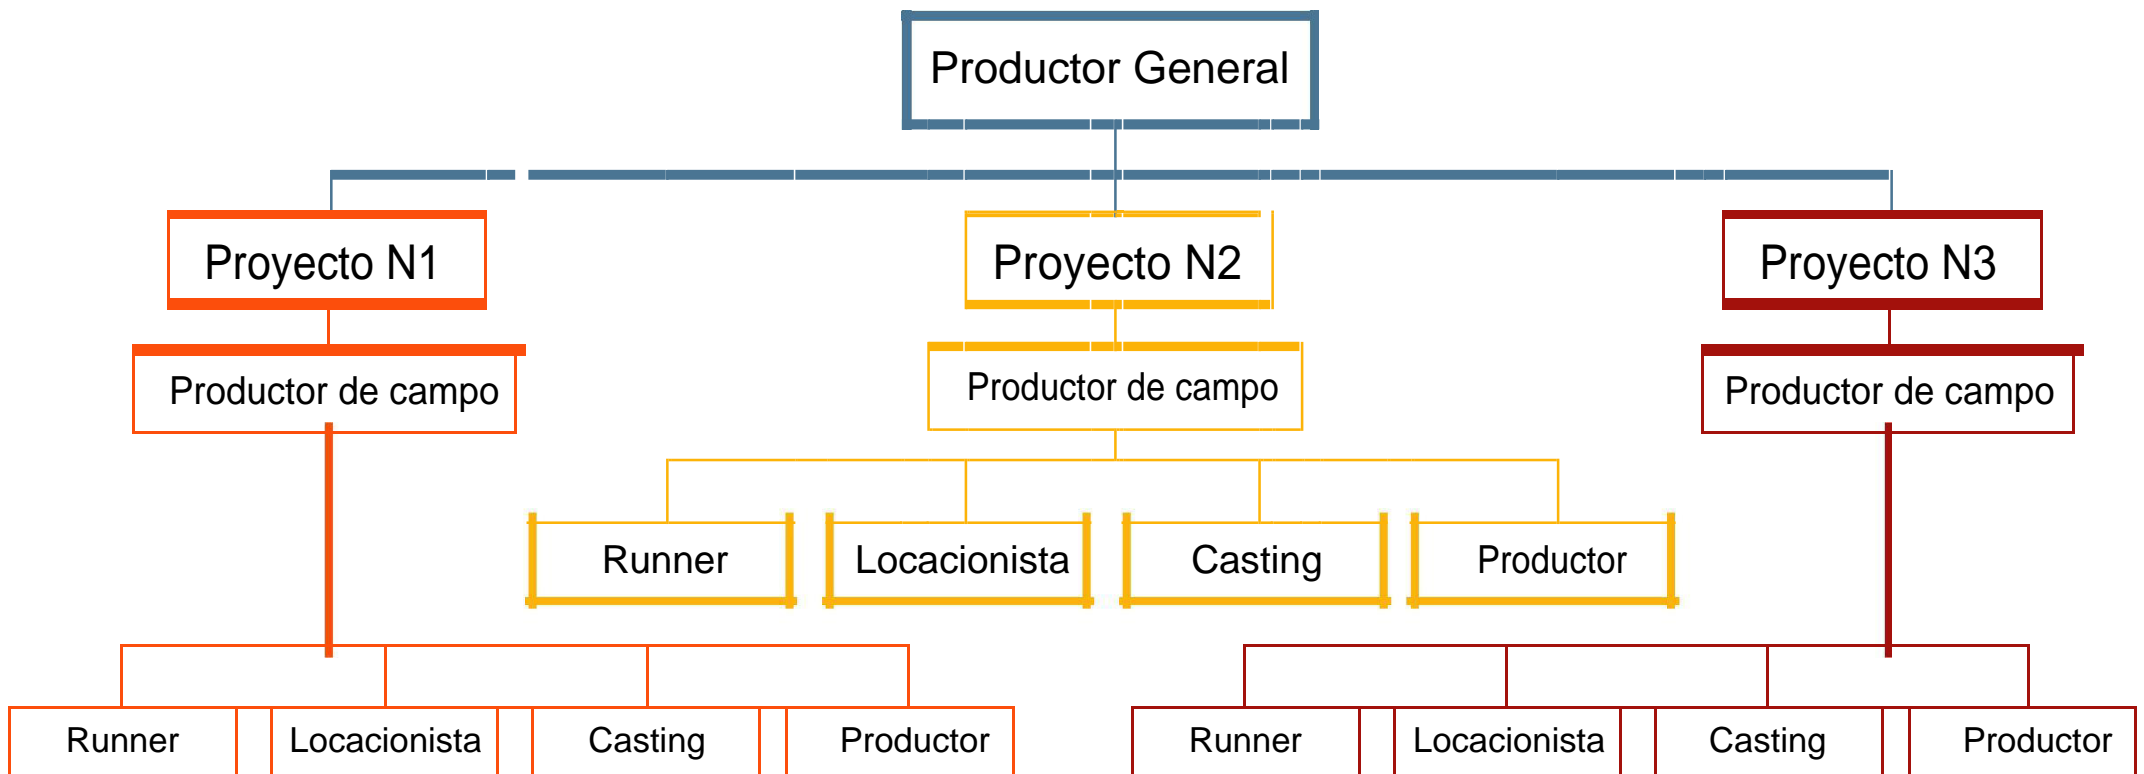 Productor General
Proyecto N1
Proyecto N2
Proyecto N3
Productor de campo
Productor de campo
Productor de campo
Runner
Locacionista
Casting
Productor
Runner
Locacionista
Casting
Productor
Runner
Locacionista
Casting
Productor